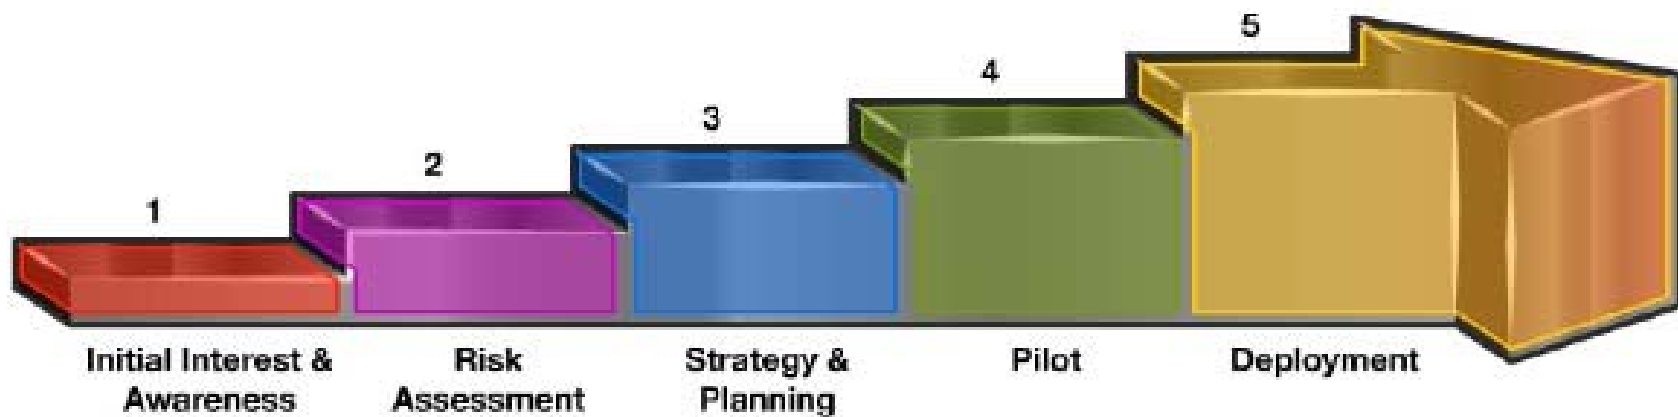 1
Initial Interest &
Awareness
2
Risk
Assessment
3
Strategy &
Planning
4
Pilot
5
Deployment